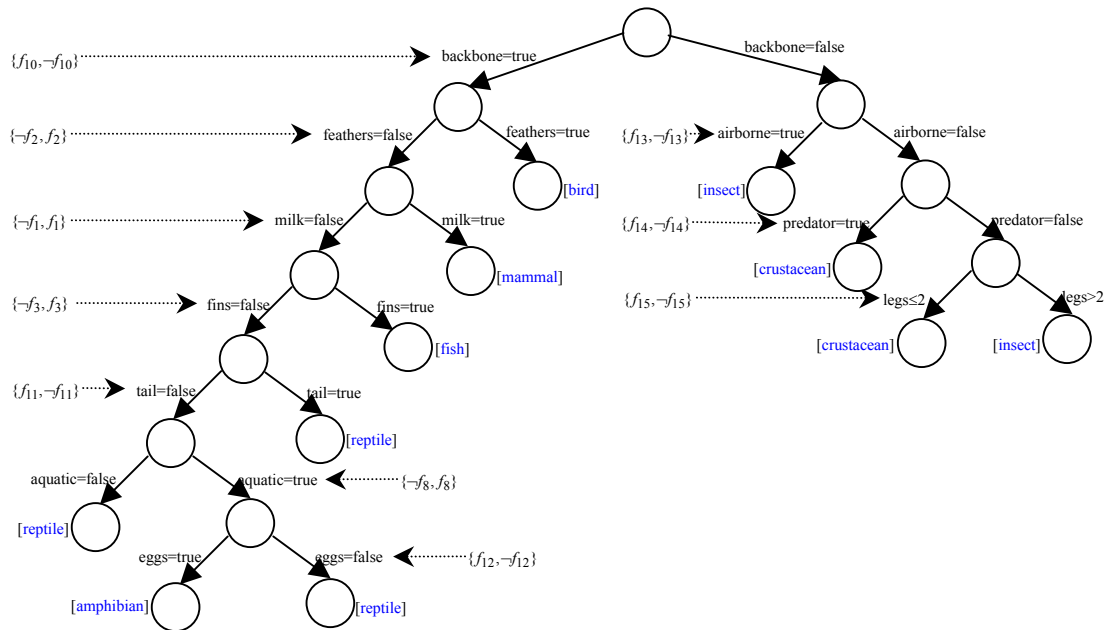 backbone=false
{f10,¬f10} backbone=true
{¬f2, f2} feathers=false feathers=true {f13,¬f13} airborne=true airborne=false
[bird] [insect]
{¬f1, f1} milk=false milk=true {f14,¬f14} predator=true predator=false
[mammal] [crustacean]
{¬f3, f3} fins=false fins=true {f15,¬f15} legs≤2 legs>2
[fish] [crustacean] [insect]
{f11,¬f11} tail=false tail=true
[reptile]
aquatic=false aquatic=true {¬f8, f8}
[reptile]
eggs=true eggs=false {f12,¬f12}
[amphibian] [reptile]